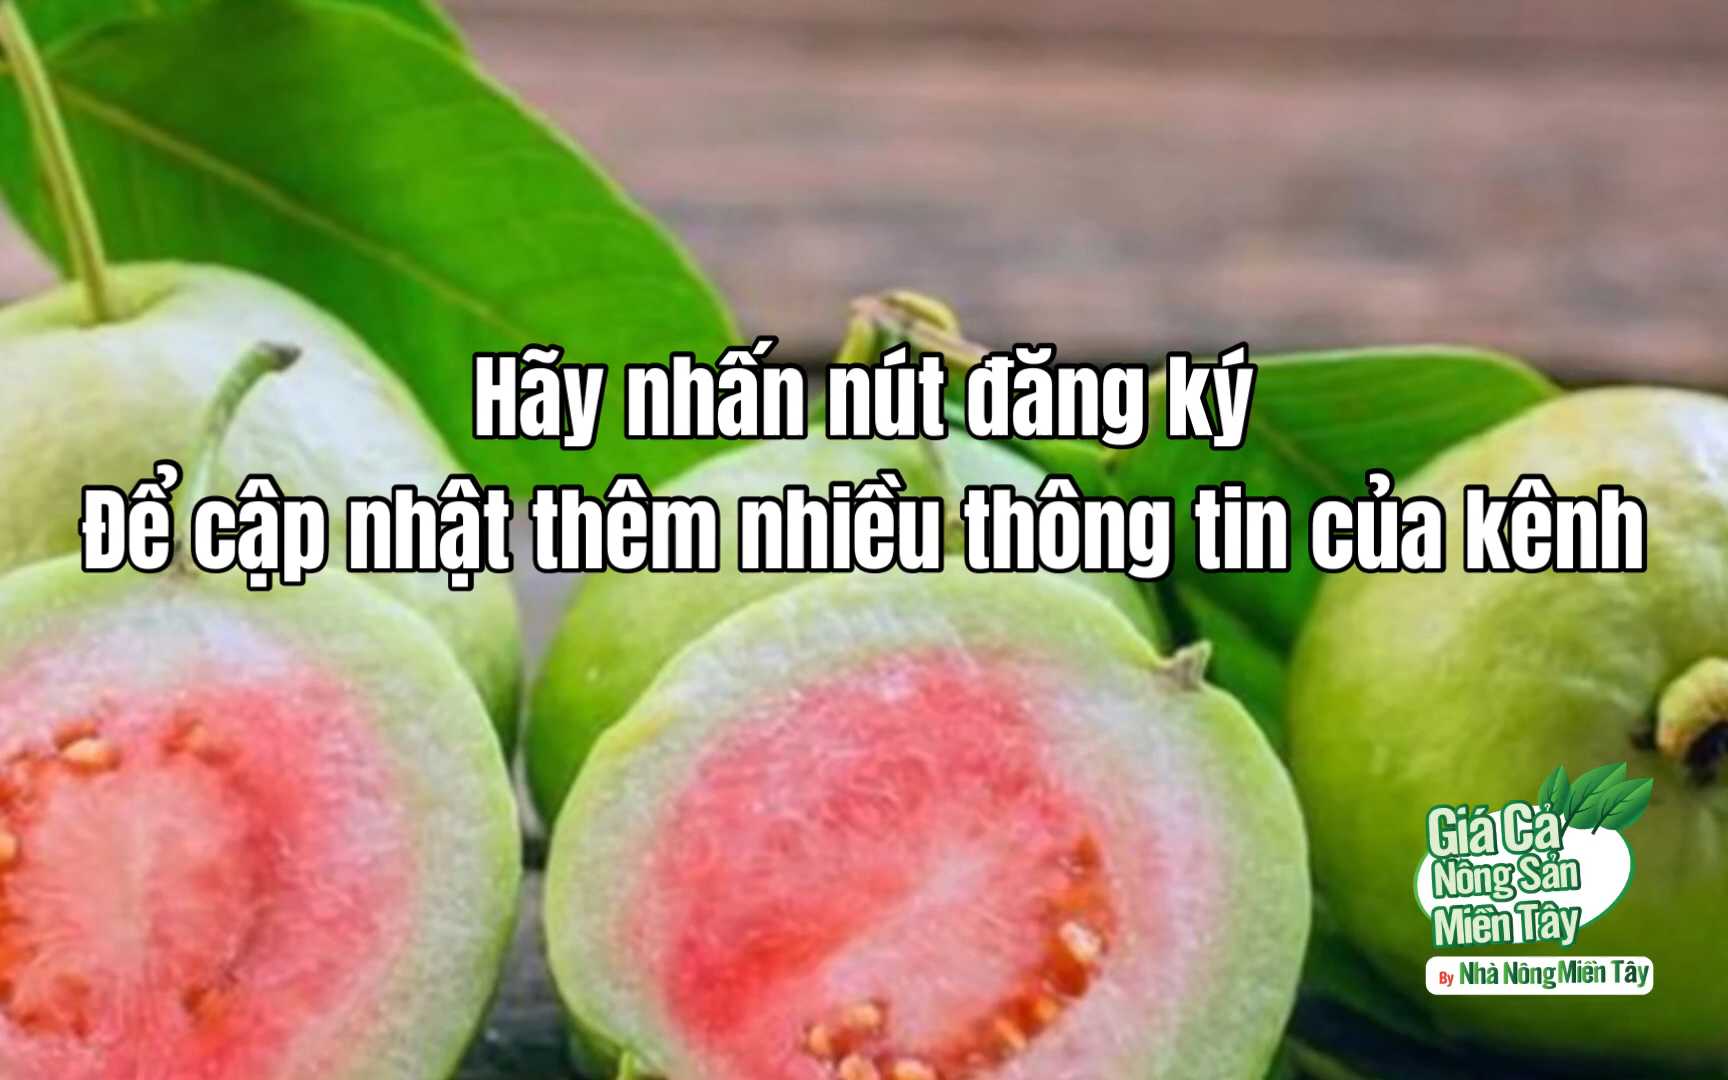 Hãy nhấn nút đăng ký
Để cập nhật thêm nhiều thông tin của kênh
Giá Cả
Nông Sản
Miền Tây
By Nhà Nông Miền Tây